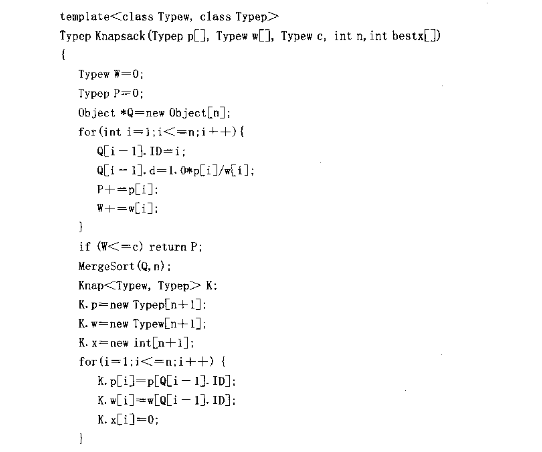 template<class Typew, class Typep>
Typep Knapsack(Typep p[], Typew w[], Typew c, int n, int bestx[])
{
Typew W=0;
Typep P=0;
Object *Q=new Object[n];
for(int i=1;i<=n;i++){
Q[i-1].ID=i;
Q[i-1].d=1.0*p[i]/w[i];
P+=p[i];
W+=w[i];
}
if (W<=c) return P;
MergeSort(Q,n);
Knap<Typew, Typep> K;
K.p=new Typep[n+1];
K.w=new Typew[n+1];
K.x=new int[n+1];
for(i=1;i<=n;i++) {
K.p[i]=p[Q[i-1].ID];
K.w[i]=w[Q[i-1].ID];
K.x[i]=0;
}